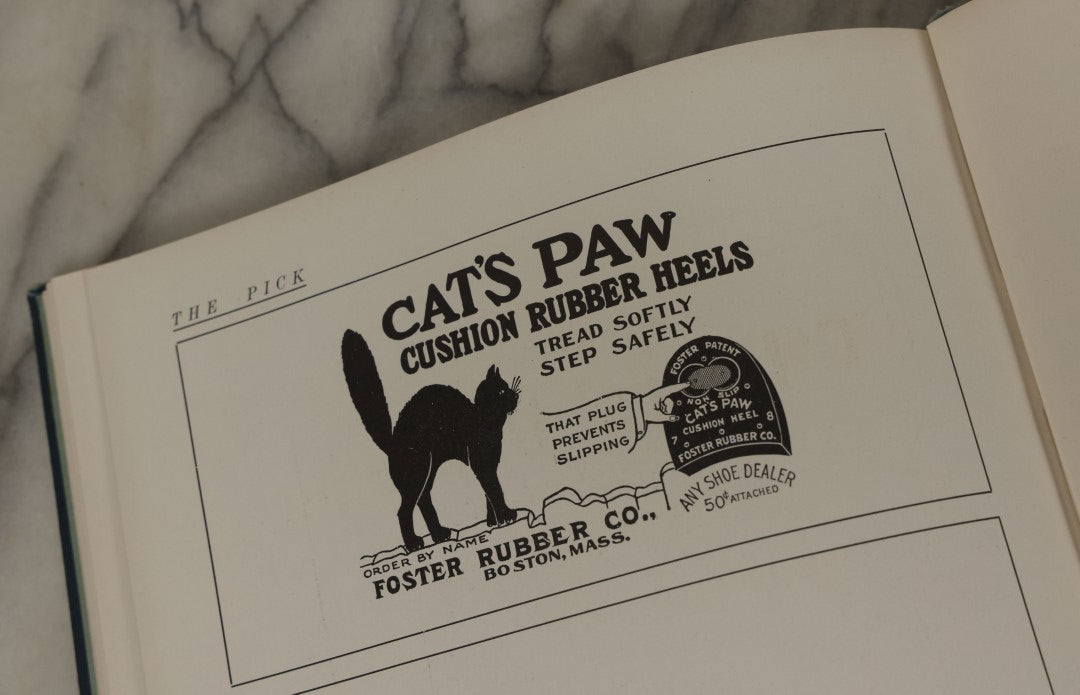 THE PICK
CAT'S PAW
CUSHION RUBBER HEELS
TREAD SOFTLY
STEP SAFELY
THAT PLUG
PREVENTS
SLIPPING
FOSTER PATENT
NON SLIP
CAT'S PAW
CUSHION HEEL
7 8
FOSTER RUBBER CO.
ANY SHOE DEALER
50¢ ATTACHED
ORDER BY NAME
FOSTER RUBBER CO.,
BOSTON, MASS.